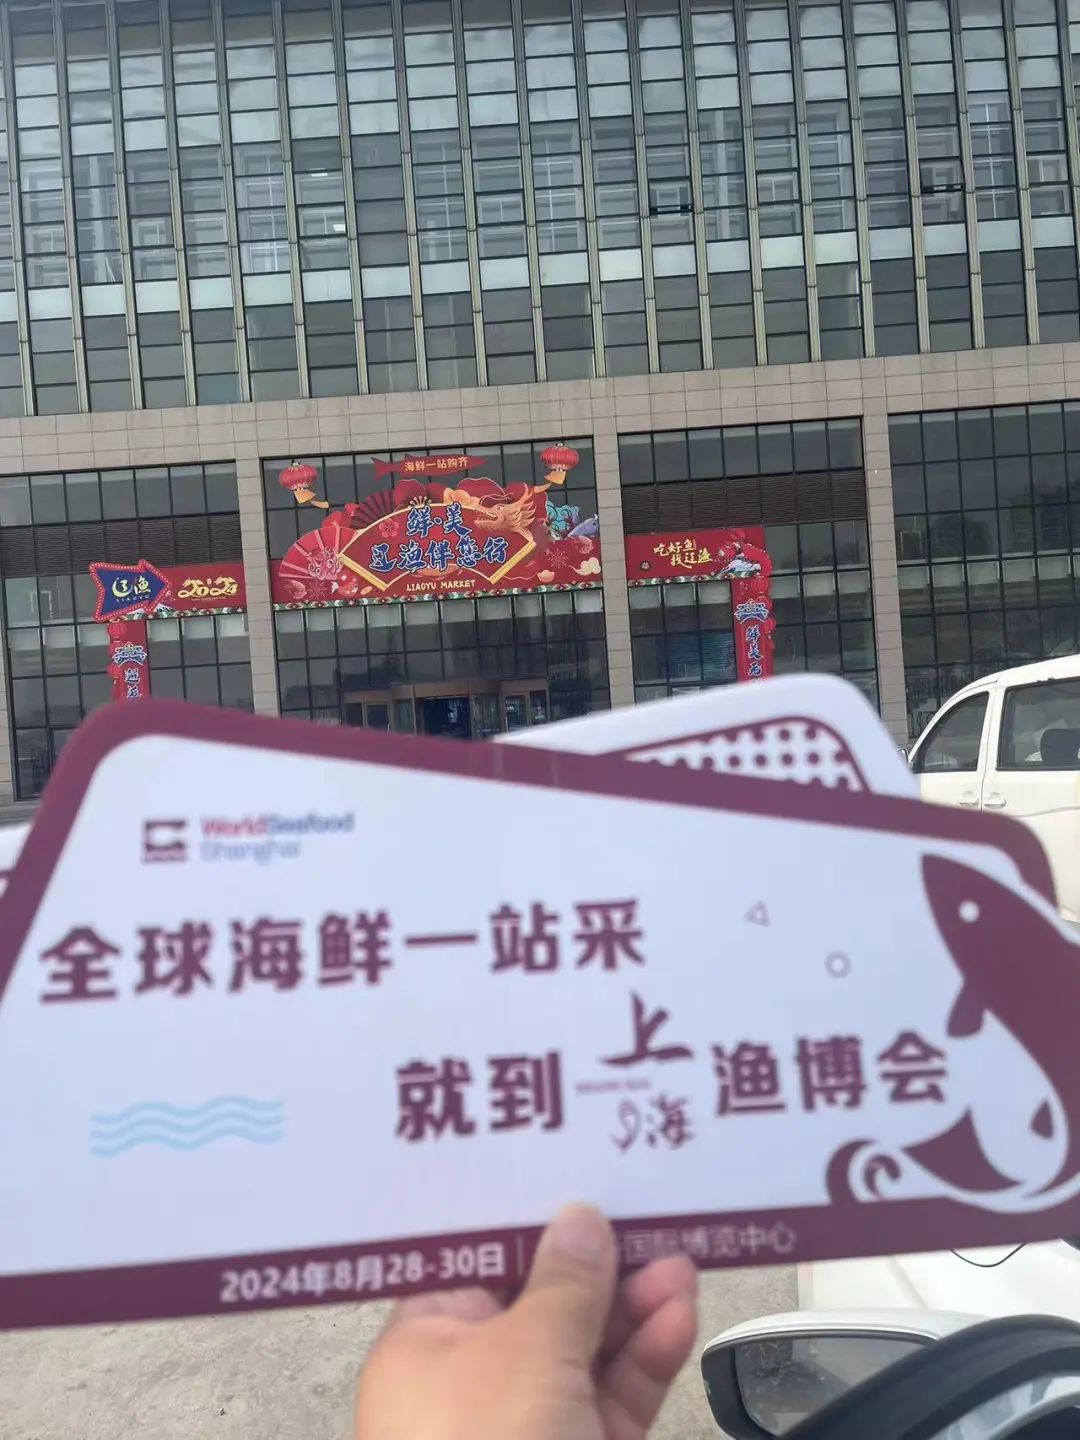 海鲜一站购齐
鲜·美
辽渔伴您行
LIAOYU MARKET
辽渔
LIAOYU
2024
吃好鱼
找辽渔
鲜美无
WorldSeafood
Shanghai
全球海鲜一站采
就到上海渔博会
2024年8月28-30日
国际博览中心